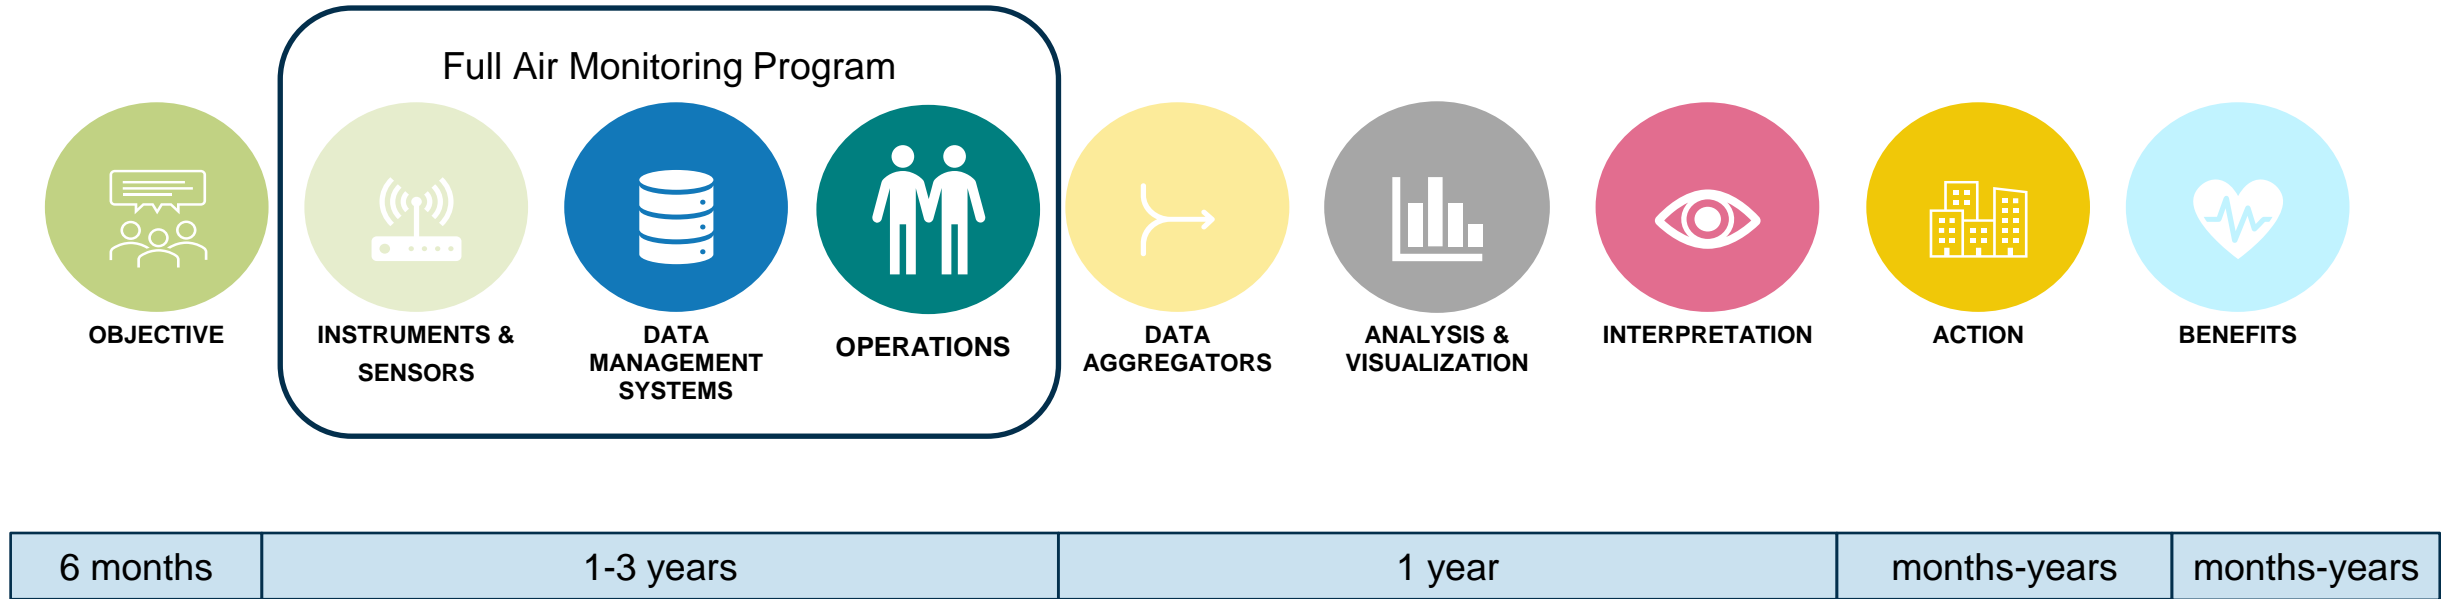 Full Air Monitoring Program
OBJECTIVE
INSTRUMENTS &
SENSORS
DATA
MANAGEMENT
SYSTEMS
OPERATIONS
DATA
AGGREGATORS
ANALYSIS &
VISUALIZATION
INTERPRETATION
ACTION
BENEFITS
6 months
1-3 years
1 year
months-years
months-years